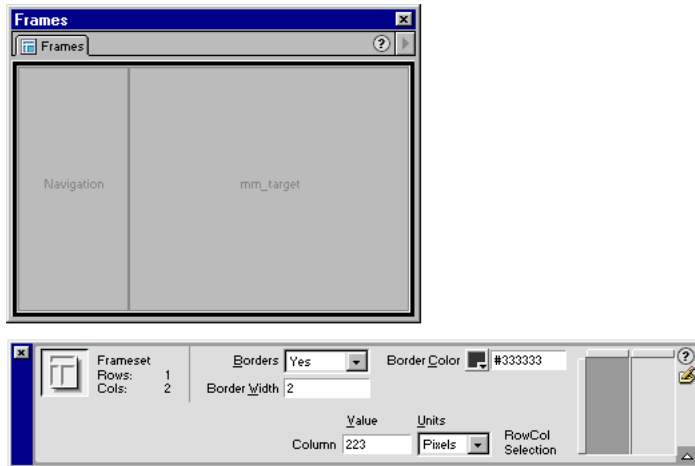 Frames
Frames
Navigation
mm_target
Frameset
Rows: 1
Cols: 2
Borders Yes
Border Color #333333
Border Width 2
Value Units
Column 223 Pixels
RowCol
Selection